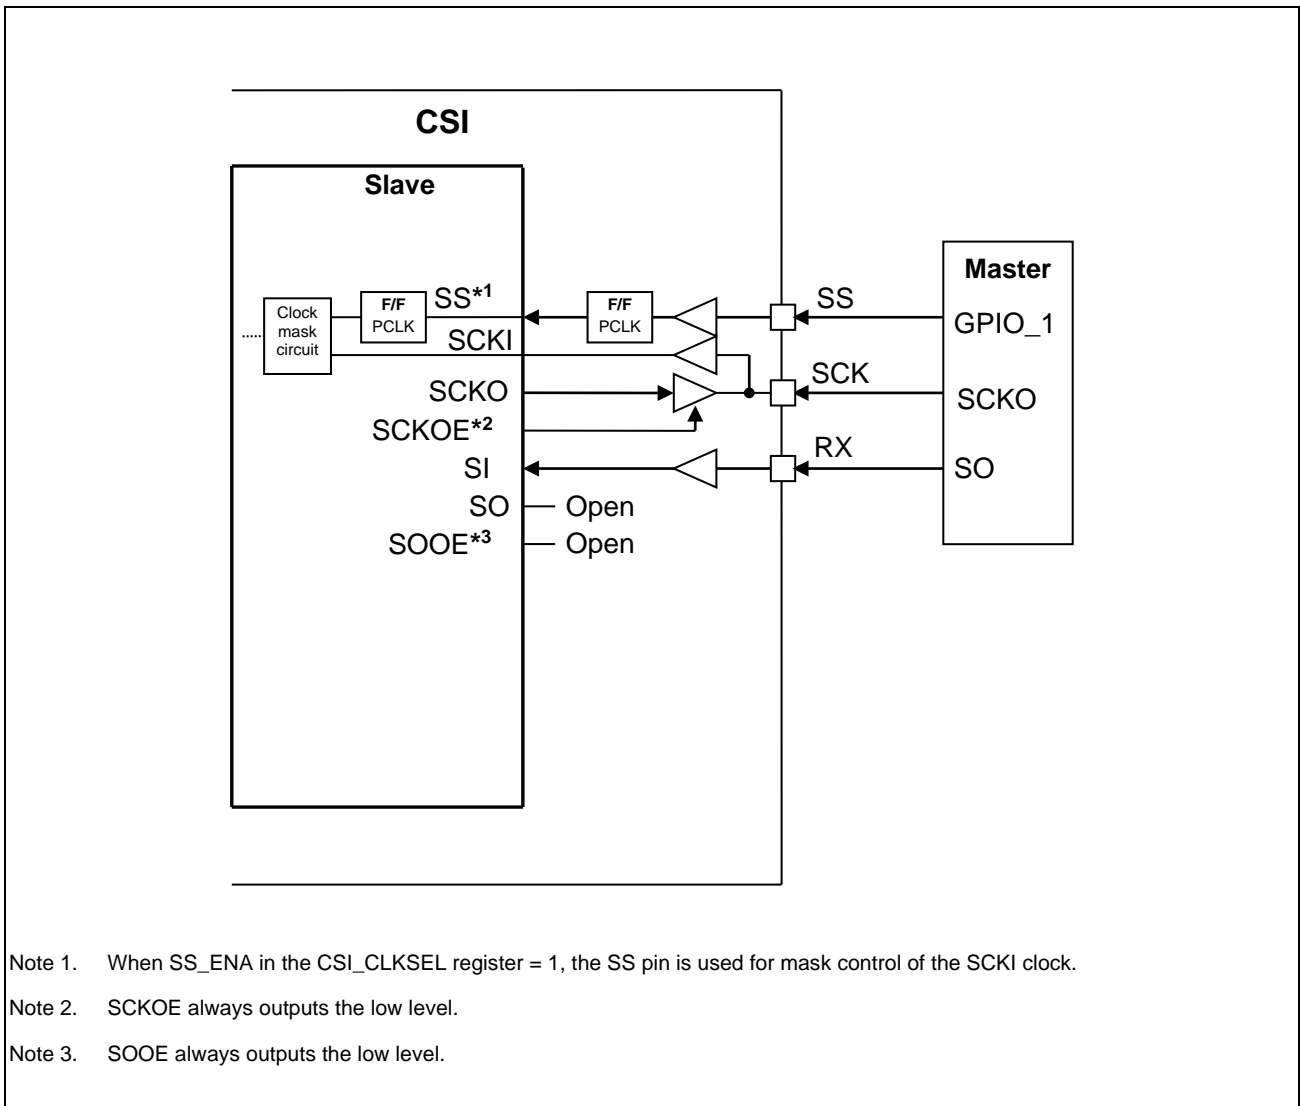 CSI
Slave
Master
Clock
mask
circuit
F/F
PCLK
SS*1
F/F
PCLK
SS
GPIO_1
SCKI
SCKO
SCK
SCKO
SCKOE*2
SI
RX
SO
SO
Open
SOOE*3
Open
Note 1. When SS_ENA in the CSI_CLKSEL register = 1, the SS pin is used for mask control of the SCKI clock.
Note 2. SCKOE always outputs the low level.
Note 3. SOOE always outputs the low level.